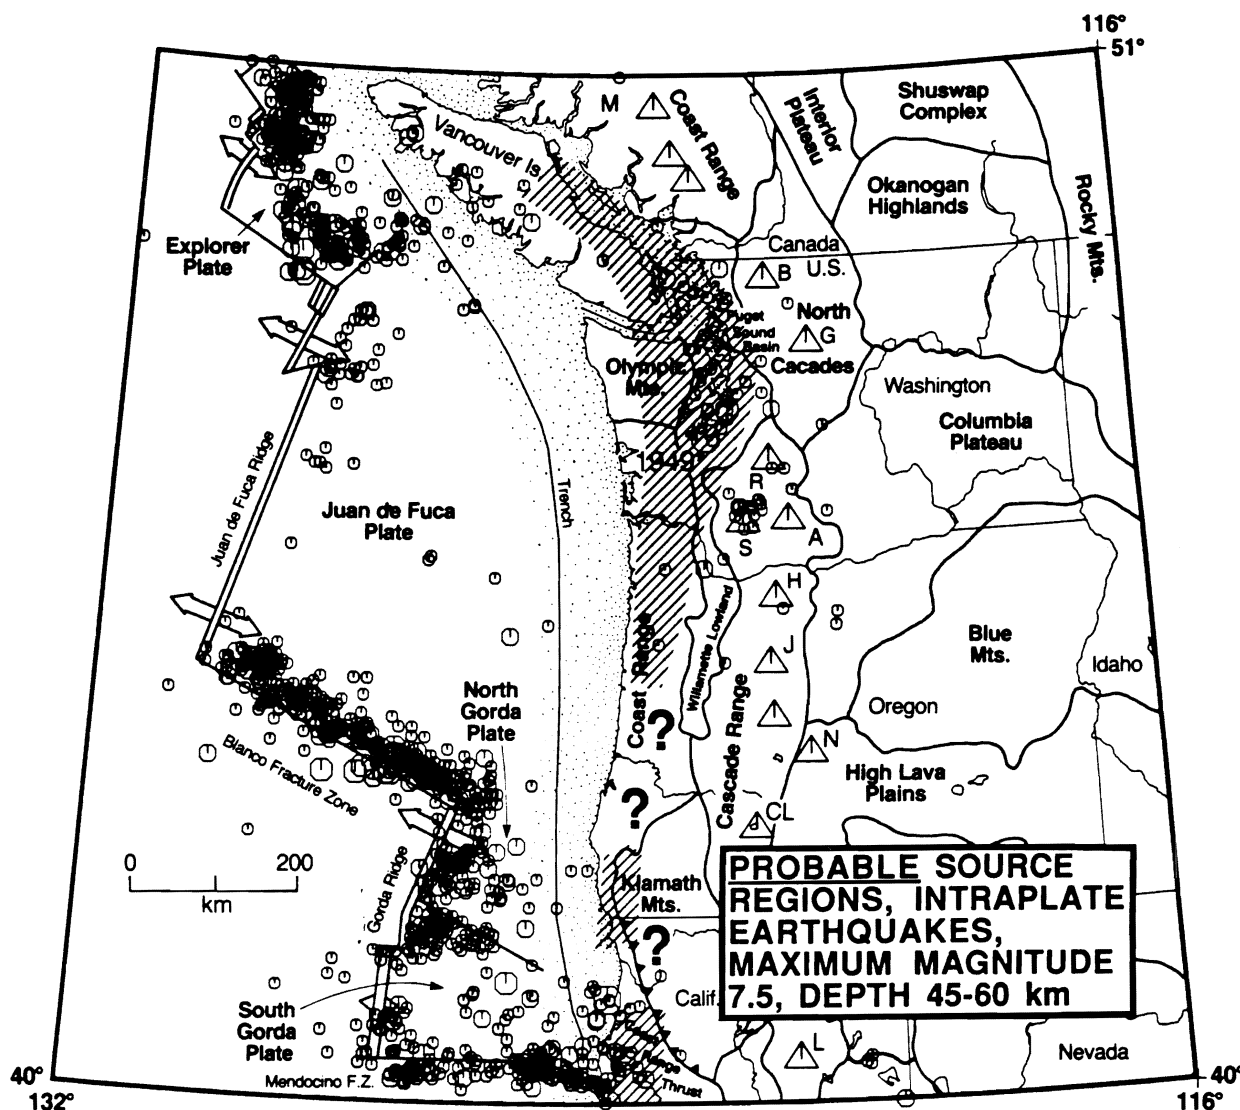 116°
51°
M
Coast Range
Interior
Plateau
Shuswap
Complex
Vancouver Is
Okanogan
Highlands
Rocky Mts.
Explorer
Plate
Canada
U.S.
B
North
G
Cacades
Puget
Sound
Basin
Olympic
Mts.
Washington
Columbia
Plateau
1949
Juan de Fuca Ridge
Juan de Fuca
Plate
Trench
R
S
A
H
J
Willamette Lowland
Coast Range
Cascade Range
Blue
Mts.
Idaho
Oregon
North
Gorda
Plate
Blanco Fracture Zone
?
N
High Lava
Plains
?
CL
0 200
km
Gorda Ridge
Klamath
Mts.
?
PROBABLE SOURCE
REGIONS, INTRAPLATE
EARTHQUAKES,
MAXIMUM MAGNITUDE
7.5, DEPTH 45-60 km
Calif.
South
Gorda
Plate
L
Nevada
Range
Thrust
Mendocino F.Z.
40°
132°
40°
116°